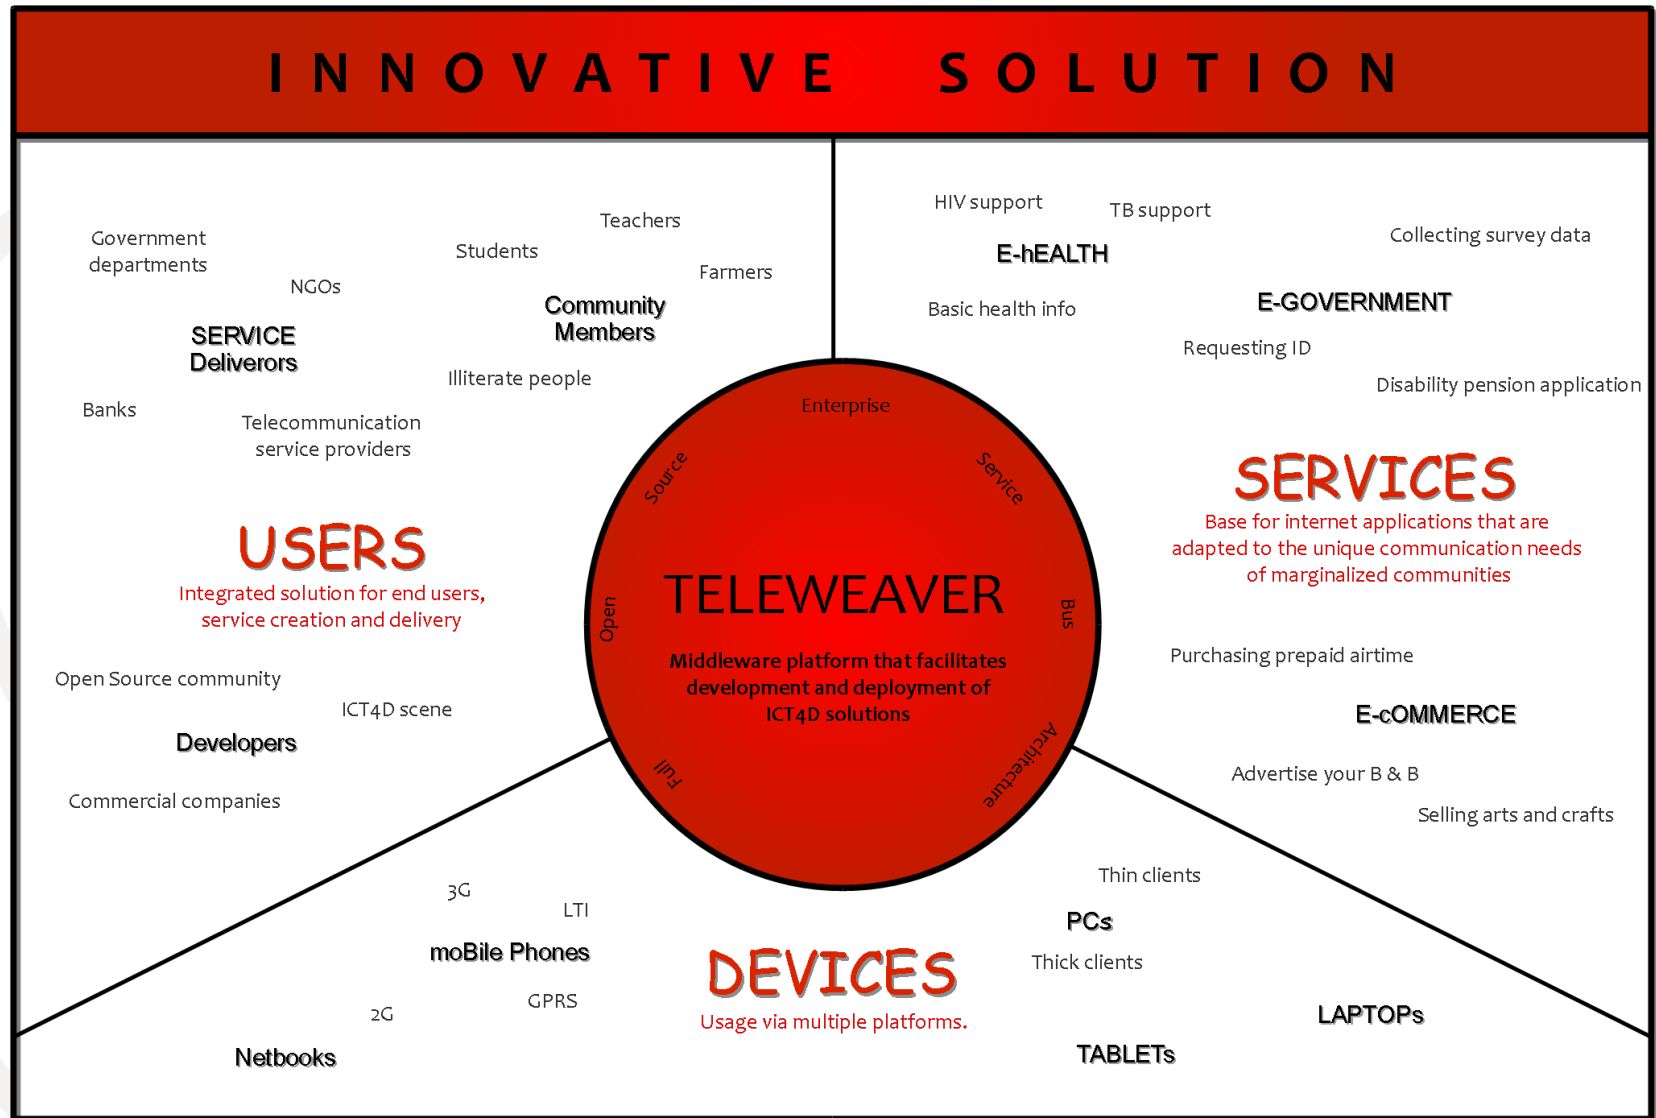 INNOVATIVE SOLUTION
Government
departments
NGOs
SERVICE
Deliverors
Banks
Telecommunication
service providers
Teachers
Students
Farmers
Community
Members
Illiterate people
USERS
Integrated solution for end users,
service creation and delivery
Open Source community
ICT4D scene
Developers
Commercial companies
HIV support
TB support
E-hEALTH
Basic health info
Collecting survey data
E-GOVERNMENT
Requesting ID
Disability pension application
SERVICES
Base for internet applications that are
adapted to the unique communication needs
of marginalized communities
Purchasing prepaid airtime
E-cOMMERCE
Advertise your B & B
Selling arts and crafts
Full
Open
Source
Enterprise
Service
Bus
Architecture
TELEWEAVER
Middleware platform that facilitates
development and deployment of
ICT4D solutions
3G
LTI
moBile Phones
GPRS
2G
Netbooks
DEVICES
Usage via multiple platforms.
Thin clients
PCs
Thick clients
LAPTOPs
TABLETs